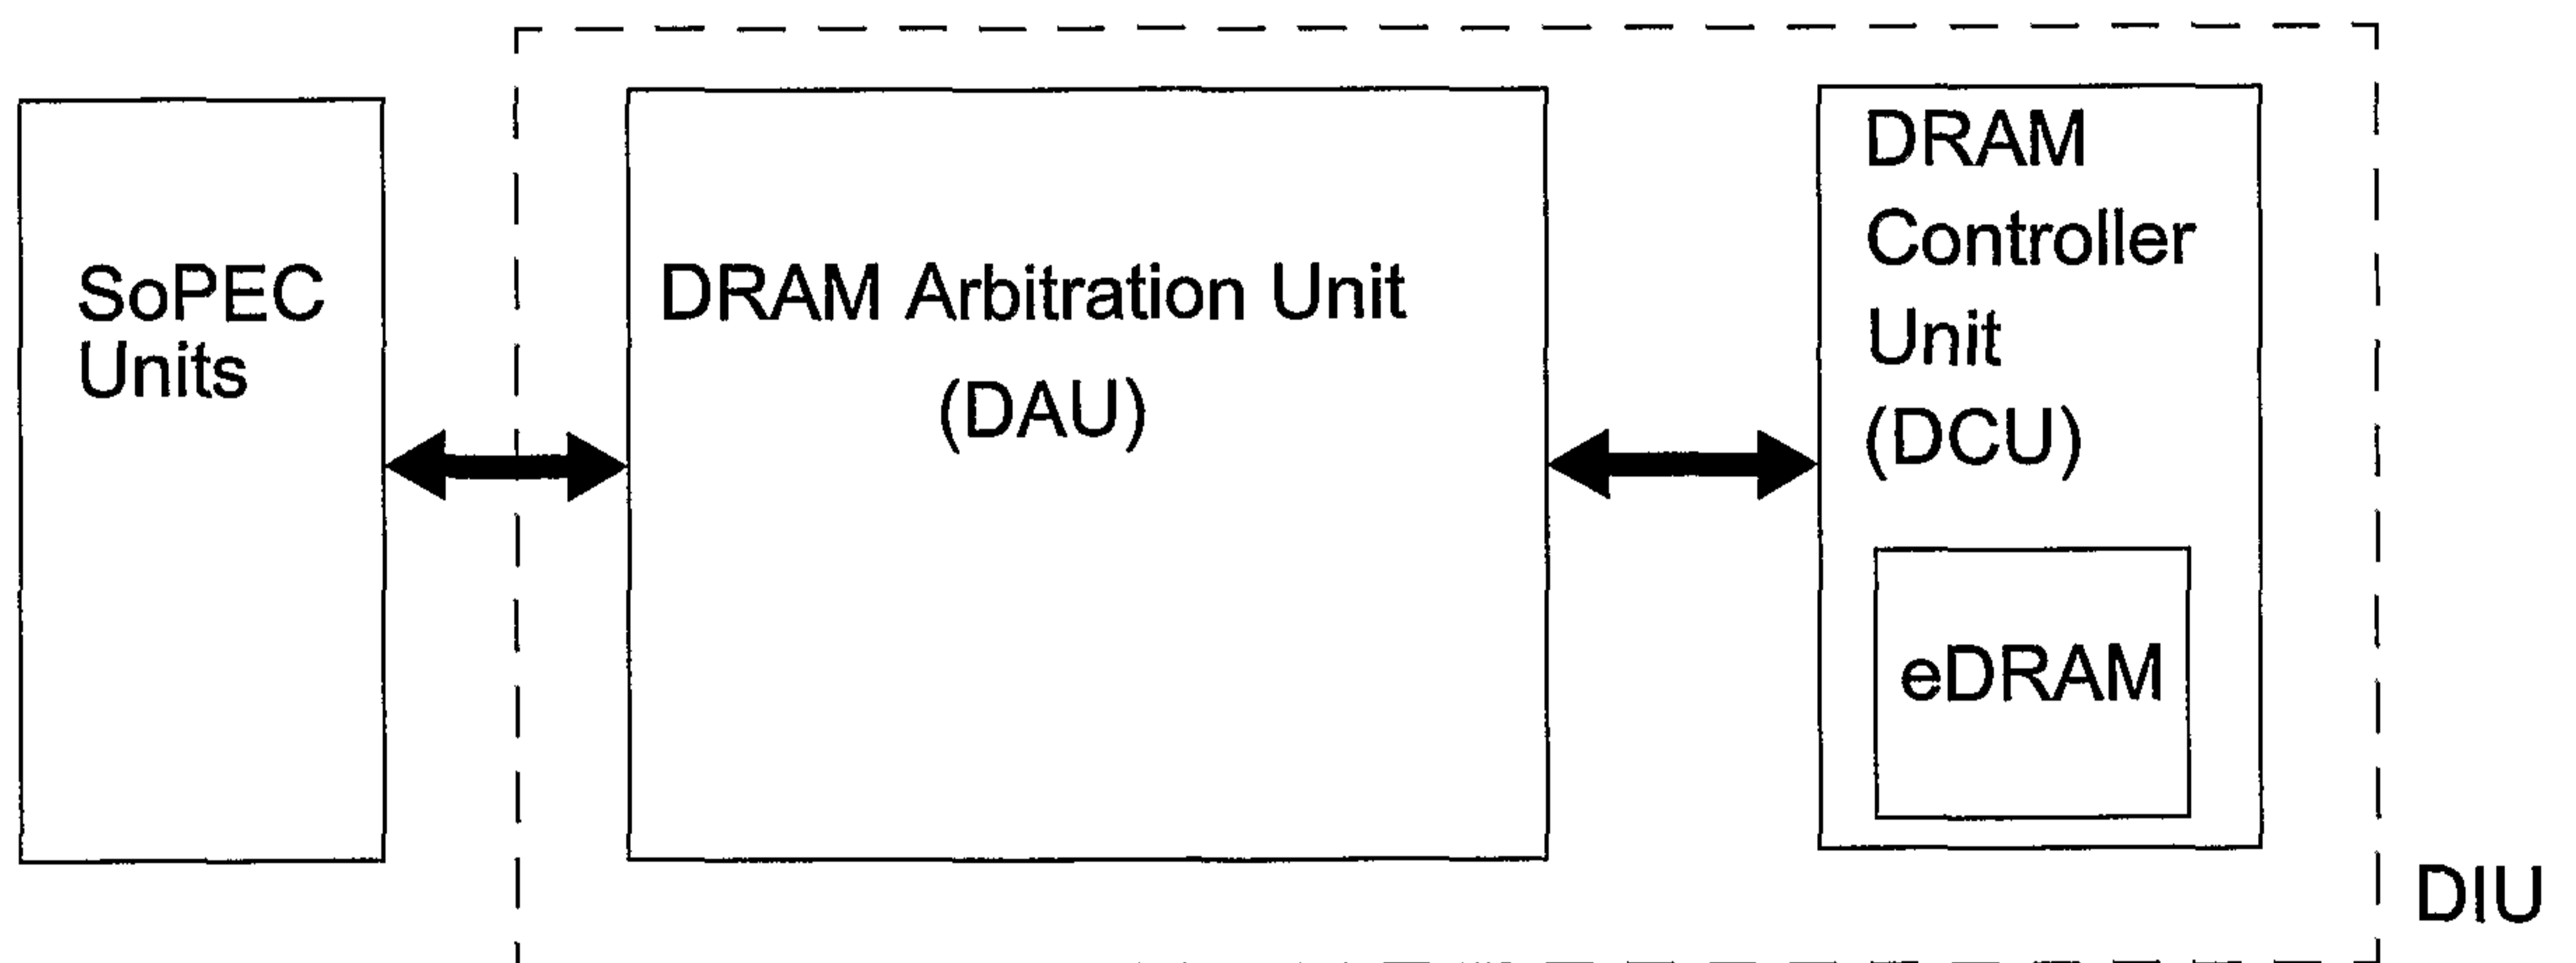 SoPEC
Units
DRAM Arbitration Unit
(DAU)
DRAM
Controller
Unit
(DCU)
eDRAM
DIU